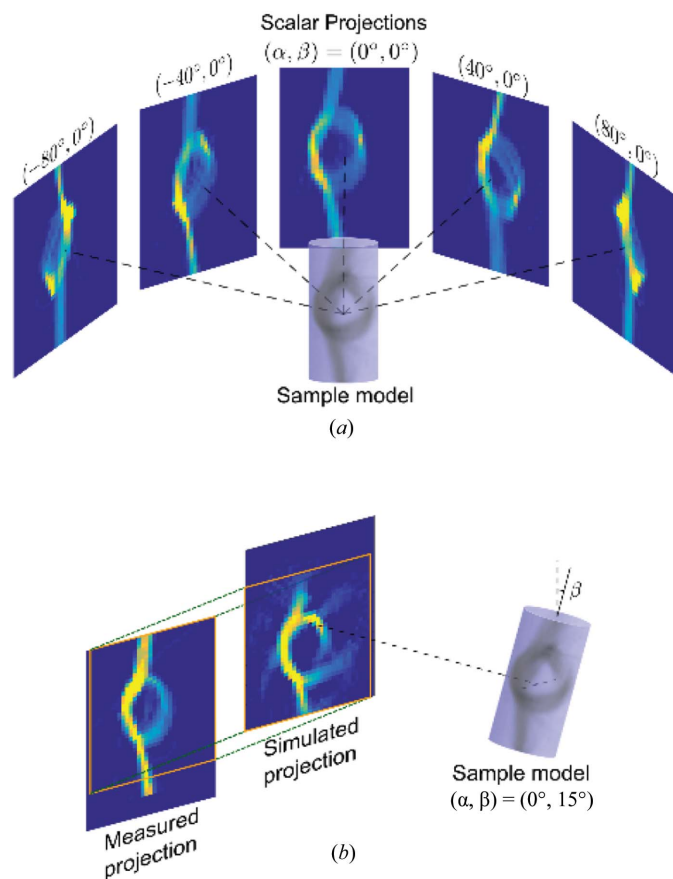 Scalar Projections
(α, β) = (0°, 0°)
(−40°, 0°)
(40°, 0°)
(−80°, 0°)
(80°, 0°)
Sample model
(a)
β
Simulated
projection
Sample model
(α, β) = (0°, 15°)
Measured
projection
(b)